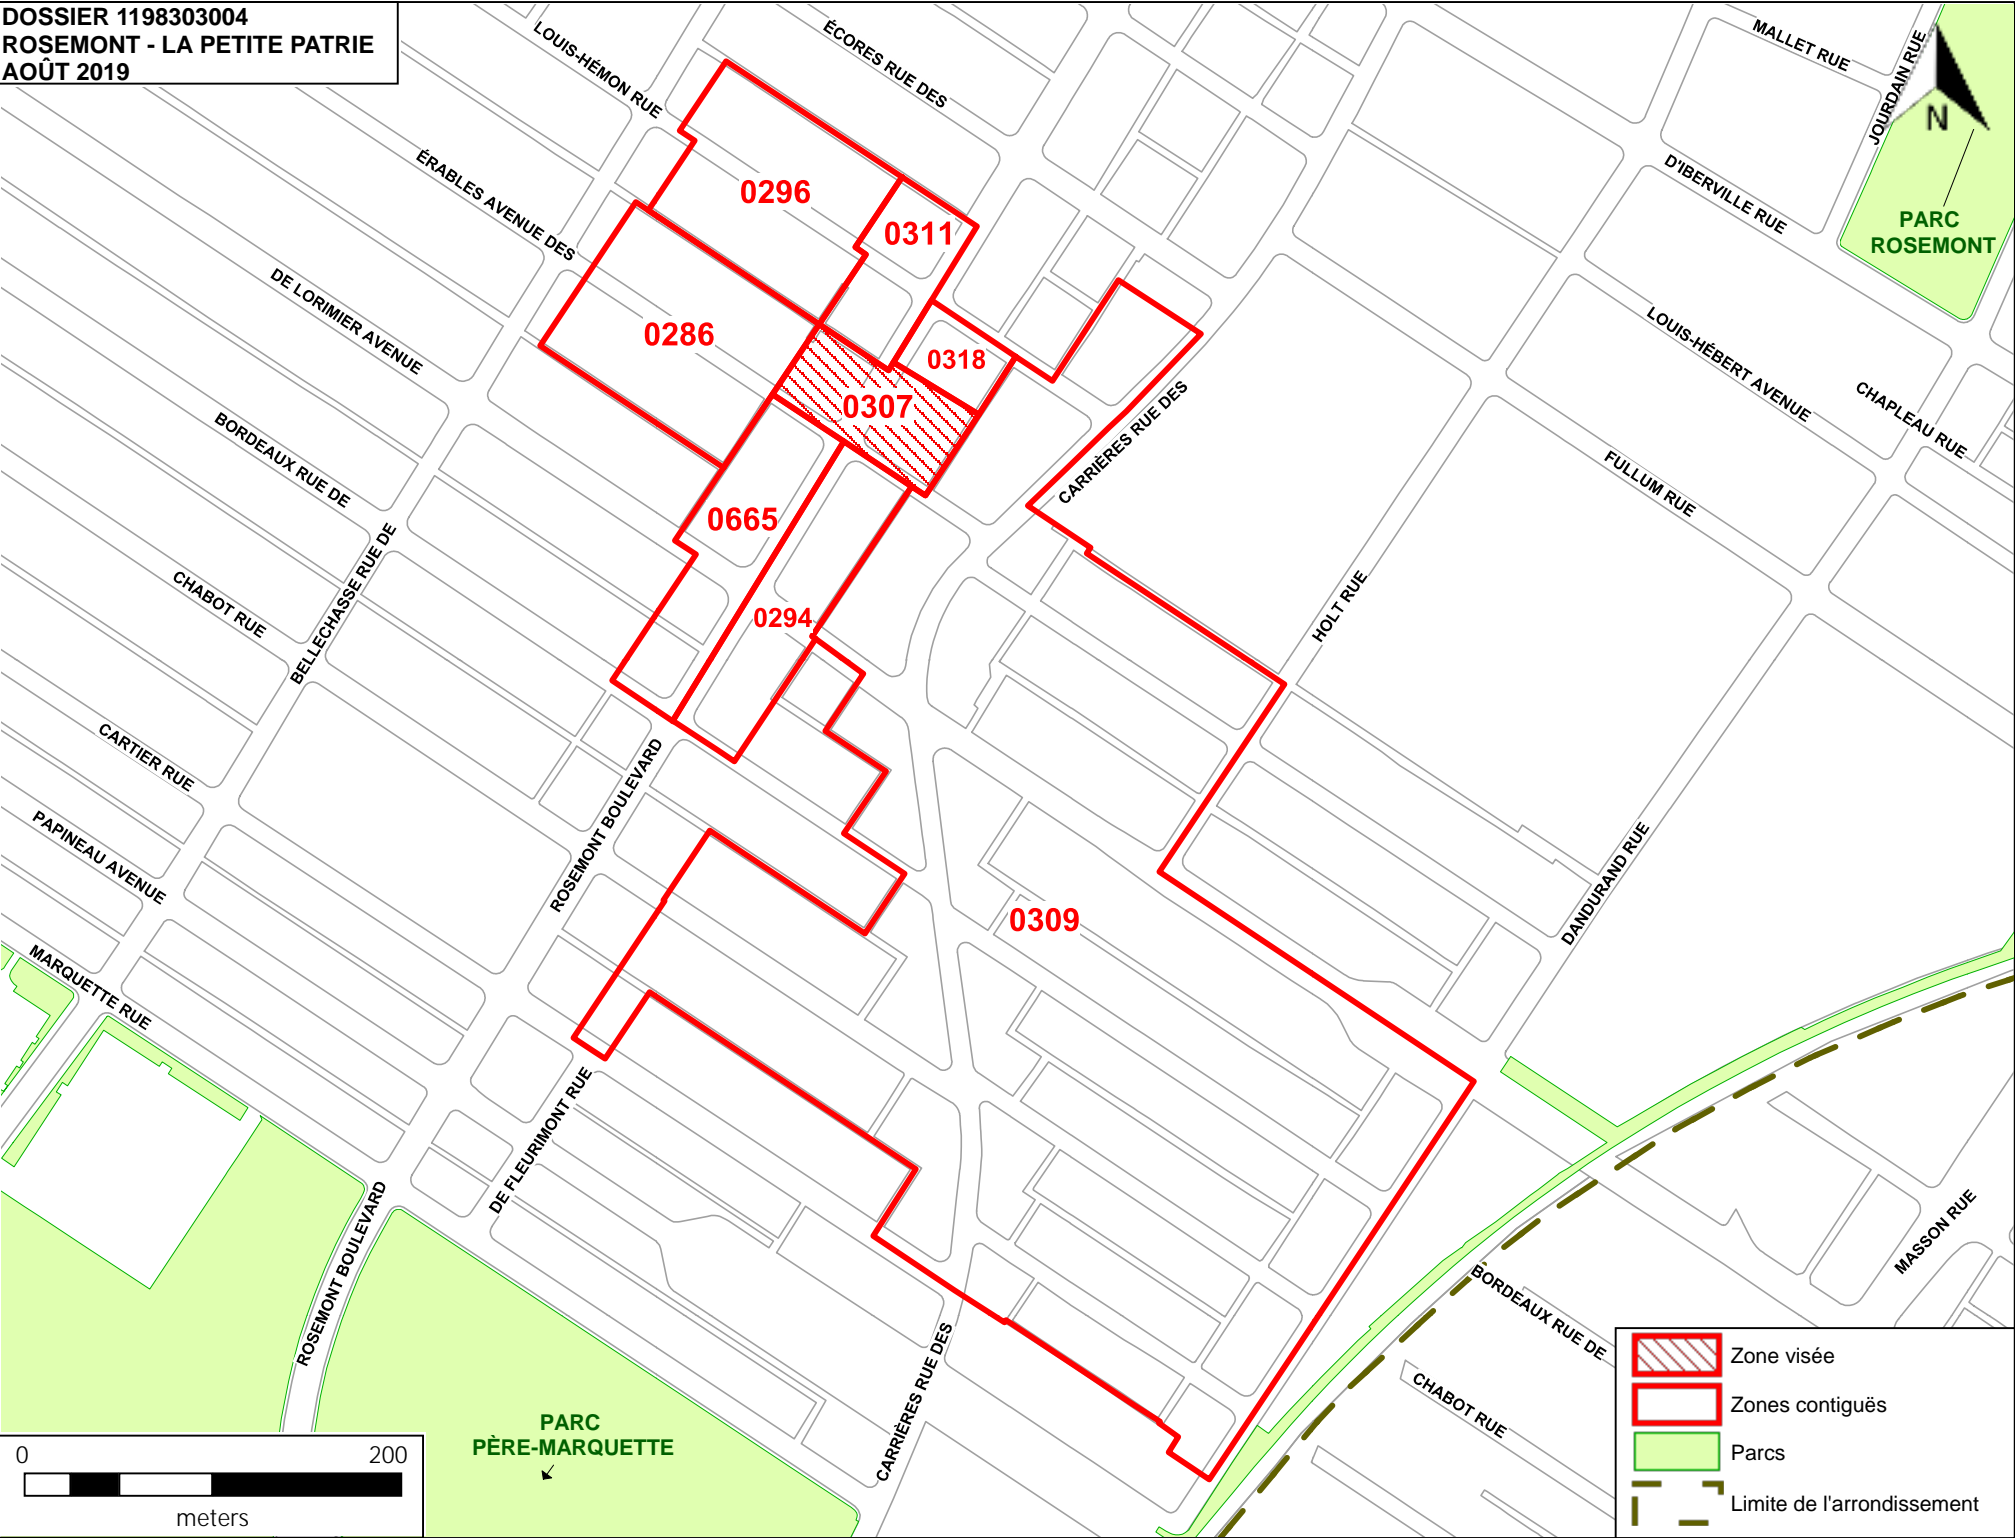 DOSSIER 1198303004
ROSEMONT - LA PETITE PATRIE
AOÛT 2019
LOUIS-HÉMON RUE
ÉCORES RUE DES
MALLET RUE
JOURDAIN RUE
N
D'IBERVILLE RUE
PARC
ROSEMONT
ÉRABLES AVENUE DES
0296
0311
DE LORIMIER AVENUE
0286
0318
0307
LOUIS-HÉBERT AVENUE
CHAPLEAU RUE
CARRIÈRES RUE DES
BORDEAUX RUE DE
FULLUM RUE
0665
BELLECHASSE RUE DE
CHABOT RUE
HOLT RUE
0294
CARTIER RUE
ROSEMONT BOULEVARD
PAPINEAU AVENUE
DANDURAND RUE
0309
MARQUETTE RUE
DE FLEURIMONT RUE
ROSEMONT BOULEVARD
MASSON RUE
BORDEAUX RUE DE
CARRIÈRES RUE DES
CHABOT RUE
PARC
PÈRE-MARQUETTE
0 200
meters
Zone visée
Zones contiguës
Parcs
Limite de l'arrondissement